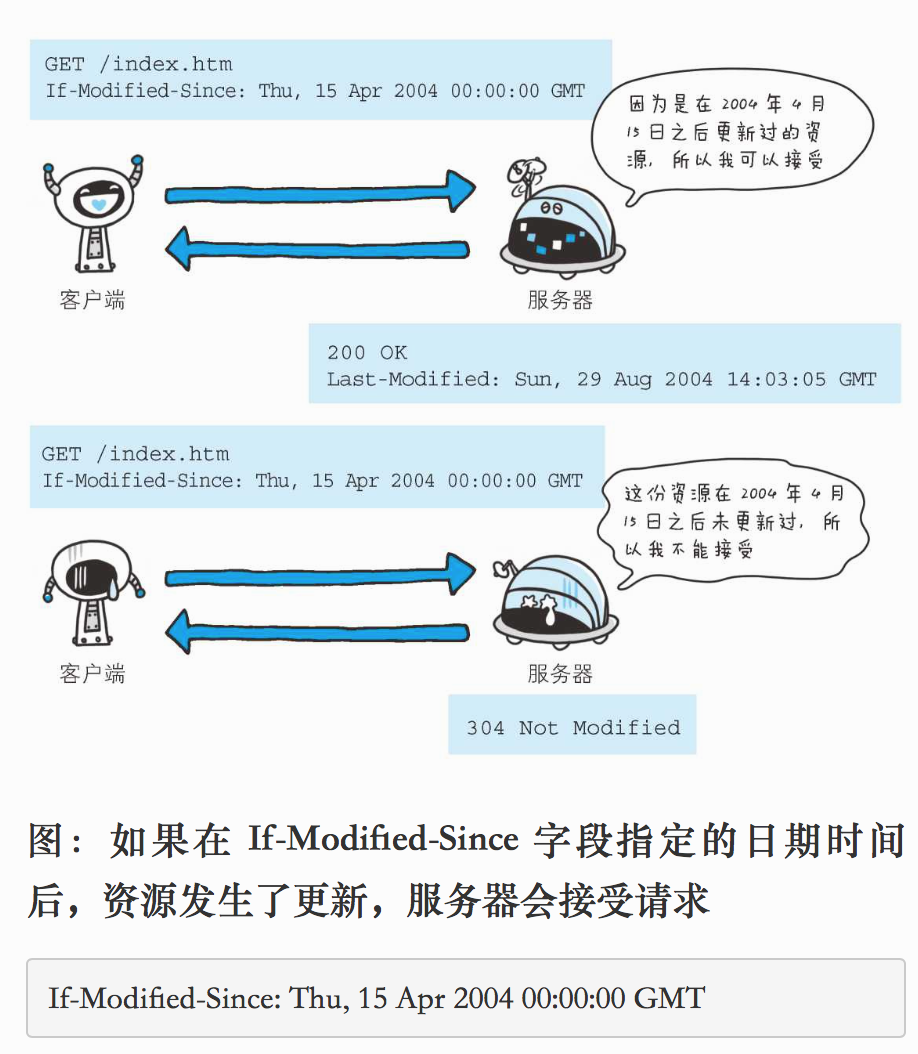 GET /index.htm
If-Modified-Since: Thu, 15 Apr 2004 00:00:00 GMT
因为是在 2004 年 4 月
15 日之后更新过的资
源，所以我可以接受
客户端
服务器
200 OK
Last-Modified: Sun, 29 Aug 2004 14:03:05 GMT
GET /index.htm
If-Modified-Since: Thu, 15 Apr 2004 00:00:00 GMT
这份资源在 2004 年 4 月
15 日之后未更新过，所
以我不能接受
客户端
服务器
304 Not Modified
图：如果在 If-Modified-Since 字段指定的日期时间
后，资源发生了更新，服务器会接受请求
If-Modified-Since: Thu, 15 Apr 2004 00:00:00 GMT